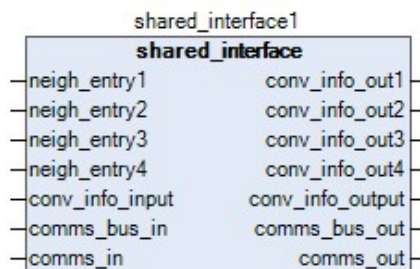 shared_interface1
shared_interface
neigh_entry1 conv_info_out1
neigh_entry2 conv_info_out2
neigh_entry3 conv_info_out3
neigh_entry4 conv_info_out4
conv_info_input conv_info_output
comms_bus_in comms_bus_out
comms_in comms_out